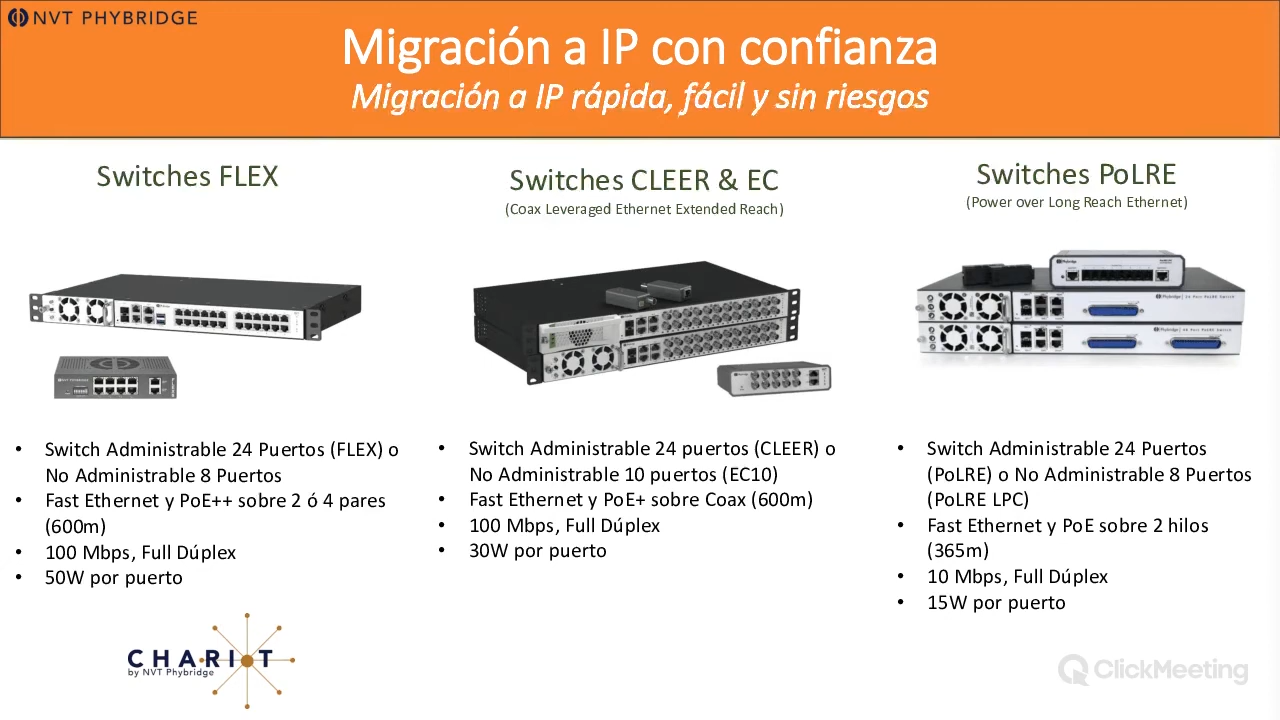 NVT PHYBRIDGE
Migración a IP con confianza
Migración a IP rápida, fácil y sin riesgos
Switches FLEX
• Switch Administrable 24 Puertos (FLEX) o
No Administrable 8 Puertos
• Fast Ethernet y PoE++ sobre 2 ó 4 pares
(600m)
• 100 Mbps, Full Dúplex
• 50W por puerto
CHARIOT
by NVT Phybridge
Switches CLEER & EC
(Coax Leveraged Ethernet Extended Reach)
• Switch Administrable 24 puertos (CLEER) o
No Administrable 10 puertos (EC10)
• Fast Ethernet y PoE+ sobre Coax (600m)
• 100 Mbps, Full Dúplex
• 30W por puerto
Switches PoLRE
(Power over Long Reach Ethernet)
• Switch Administrable 24 Puertos
(PoLRE) o No Administrable 8 Puertos
(PoLRE LPC)
• Fast Ethernet y PoE sobre 2 hilos
(365m)
• 10 Mbps, Full Dúplex
• 15W por puerto
NVT PHYBRIDGE
Phybridge
Phybridge
ClickMeeting